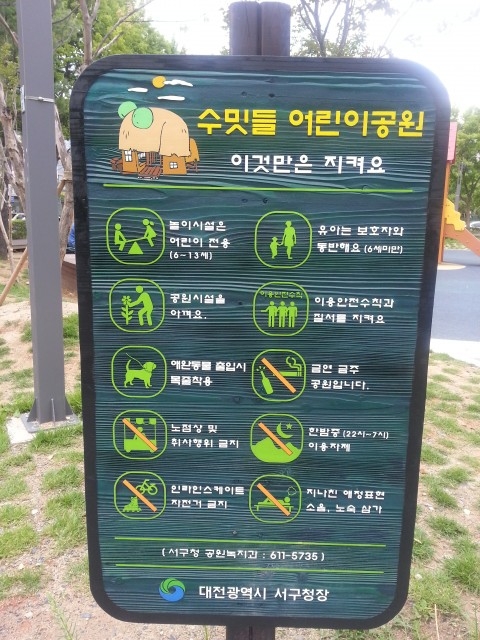 수밋들 어린이공원
이것만은 지켜요
놀이시설은
어린이 전용
(6~13세)
유아는 보호자와
동반해요 (6세미만)
공원시설을
아껴요.
이용안전수칙
이용안전수칙과
질서를 지켜요
애완동물 출입시
목줄착용
금연 금주
공원입니다.
노점상 및
취사행위 금지
한밤중 (22시~7시)
이용자제
인라인스케이트
자전거 금지
지나친 애정표현
소음, 노숙 삼가
( 서구청 공원녹지과 : 611-5735 )
대전광역시 서구청장